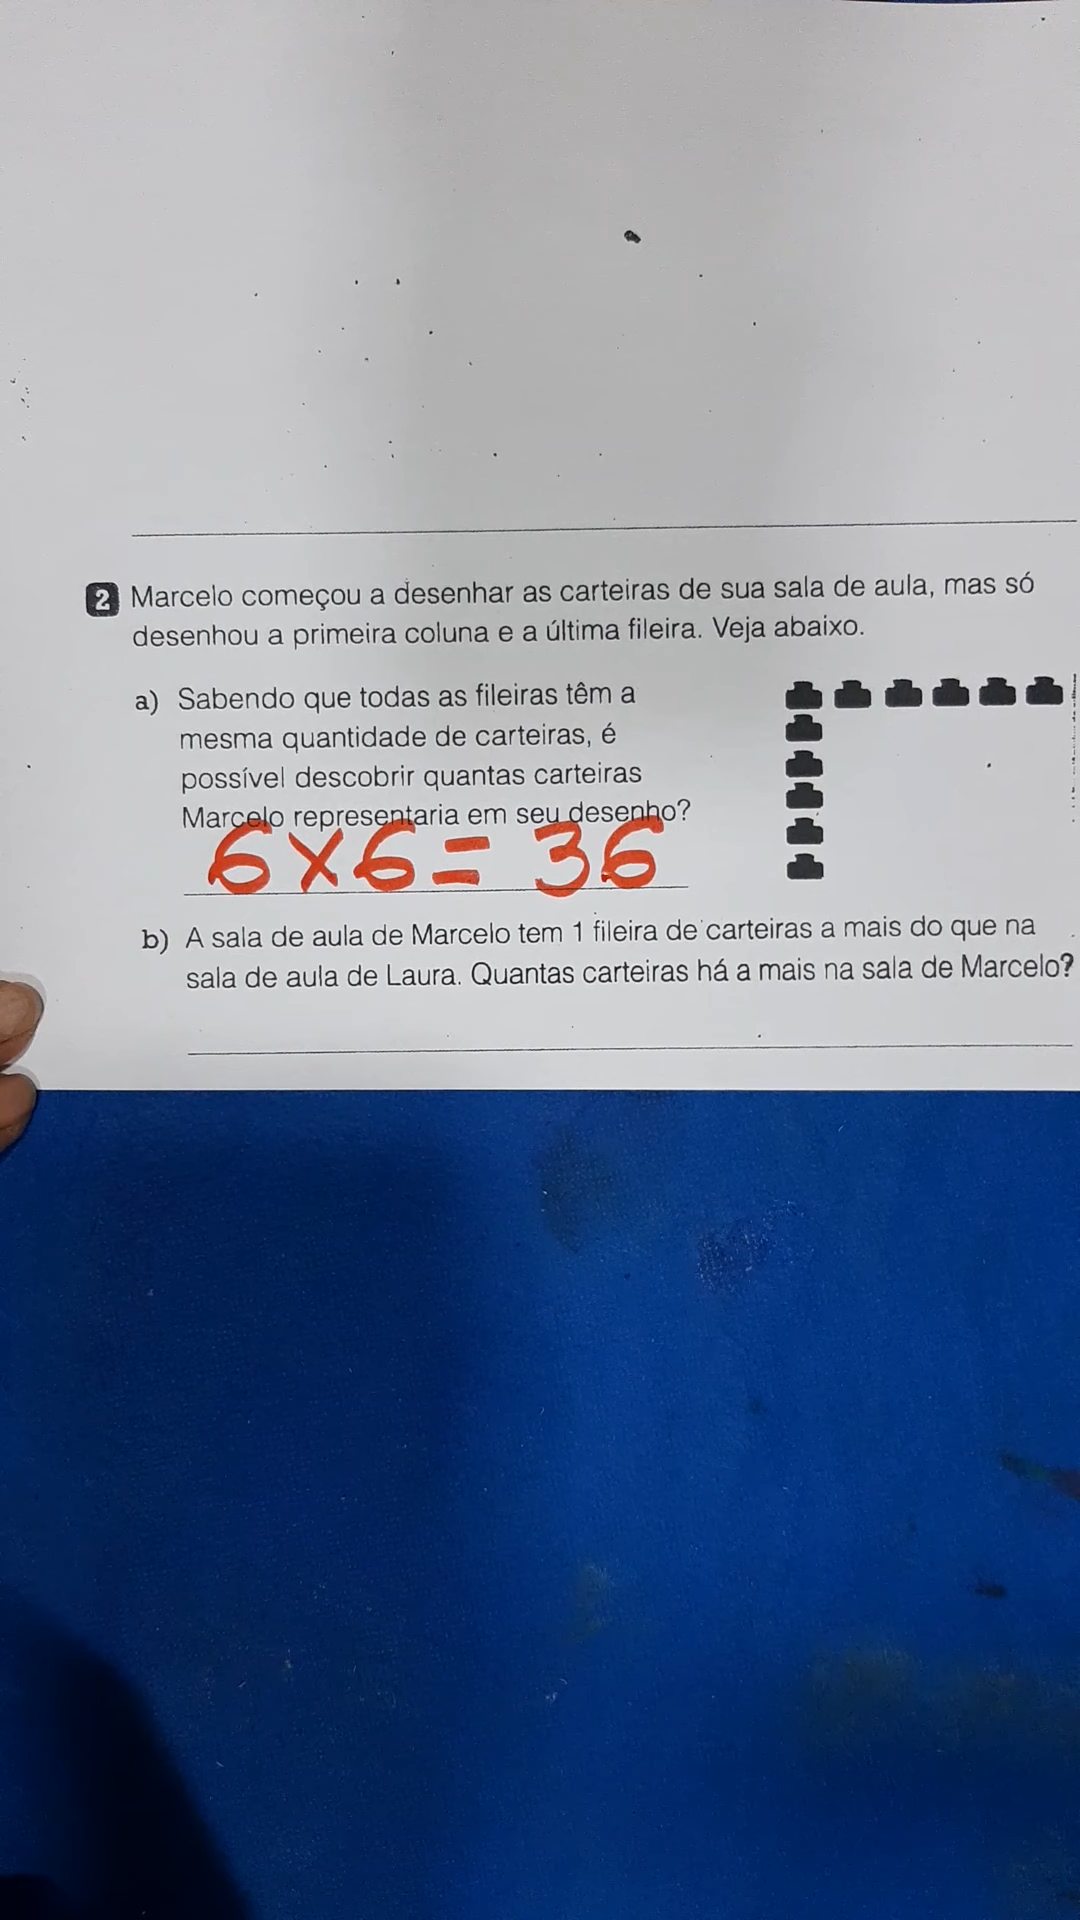 2 Marcelo começou a desenhar as carteiras de sua sala de aula, mas só
desenhou a primeira coluna e a última fileira. Veja abaixo.
a) Sabendo que todas as fileiras têm a
mesma quantidade de carteiras, é
possível descobrir quantas carteiras
Marcelo representaria em seu desenho?
6×6=36
b) A sala de aula de Marcelo tem 1 fileira de carteiras a mais do que na
sala de aula de Laura. Quantas carteiras há a mais na sala de Marcelo?